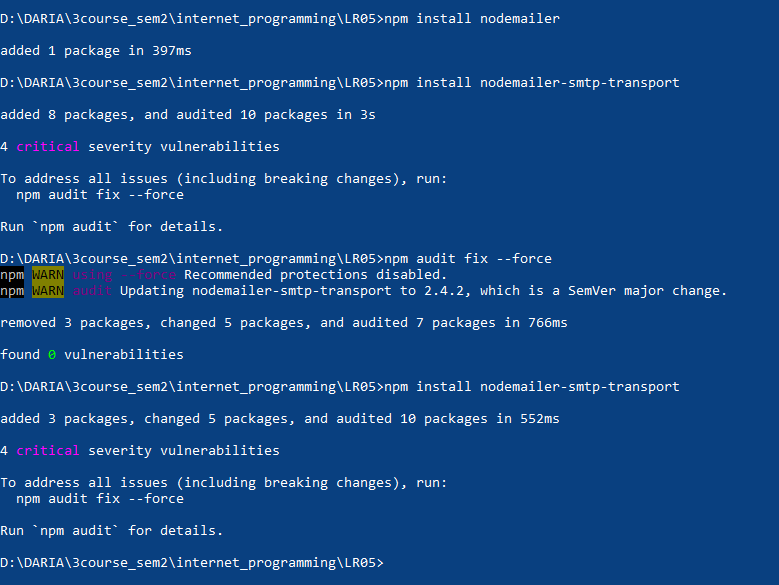 D:\DARIA\3course_sem2\internet_programming\LR05>npm install nodemailer
added 1 package in 397ms
D:\DARIA\3course_sem2\internet_programming\LR05>npm install nodemailer-smtp-transport
added 8 packages, and audited 10 packages in 3s
4 critical severity vulnerabilities
To address all issues (including breaking changes), run:
  npm audit fix --force
Run `npm audit` for details.
D:\DARIA\3course_sem2\internet_programming\LR05>npm audit fix --force
npm WARN using --force Recommended protections disabled.
npm WARN audit Updating nodemailer-smtp-transport to 2.4.2, which is a SemVer major change.
removed 3 packages, changed 5 packages, and audited 7 packages in 766ms
found 0 vulnerabilities
D:\DARIA\3course_sem2\internet_programming\LR05>npm install nodemailer-smtp-transport
added 3 packages, changed 5 packages, and audited 10 packages in 552ms
4 critical severity vulnerabilities
To address all issues (including breaking changes), run:
  npm audit fix --force
Run `npm audit` for details.
D:\DARIA\3course_sem2\internet_programming\LR05>